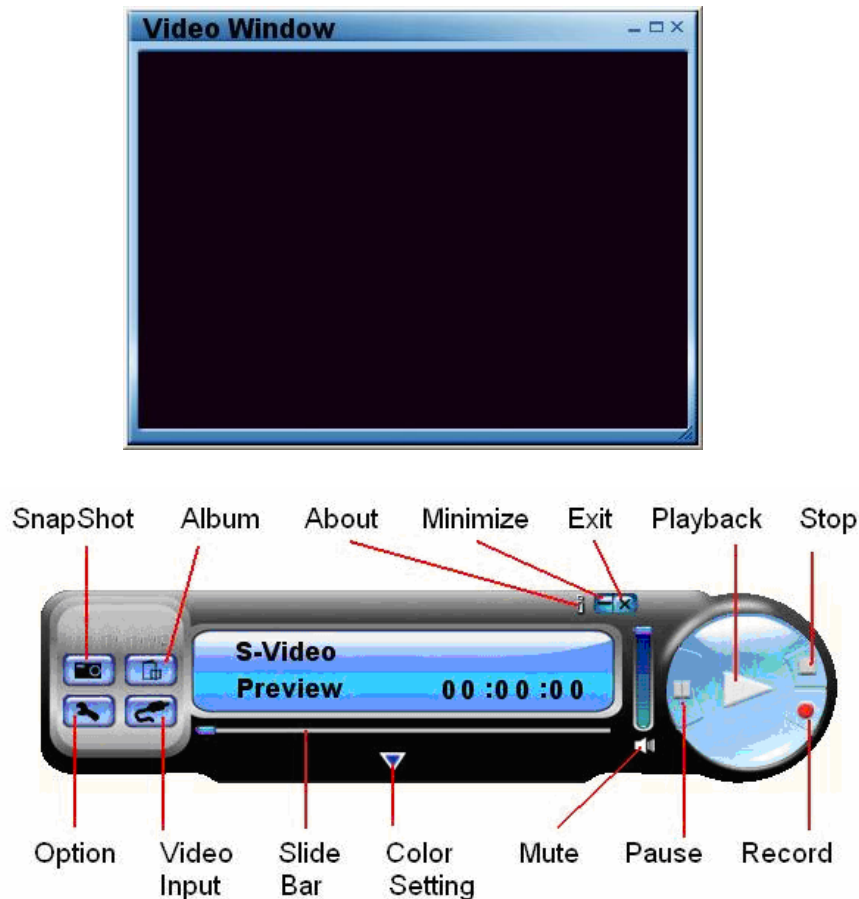 Video Window
SnapShot Album About Minimize Exit Playback Stop
S-Video
Preview 00:00:00
Option Video Input Slide Bar Color Setting Mute Pause Record